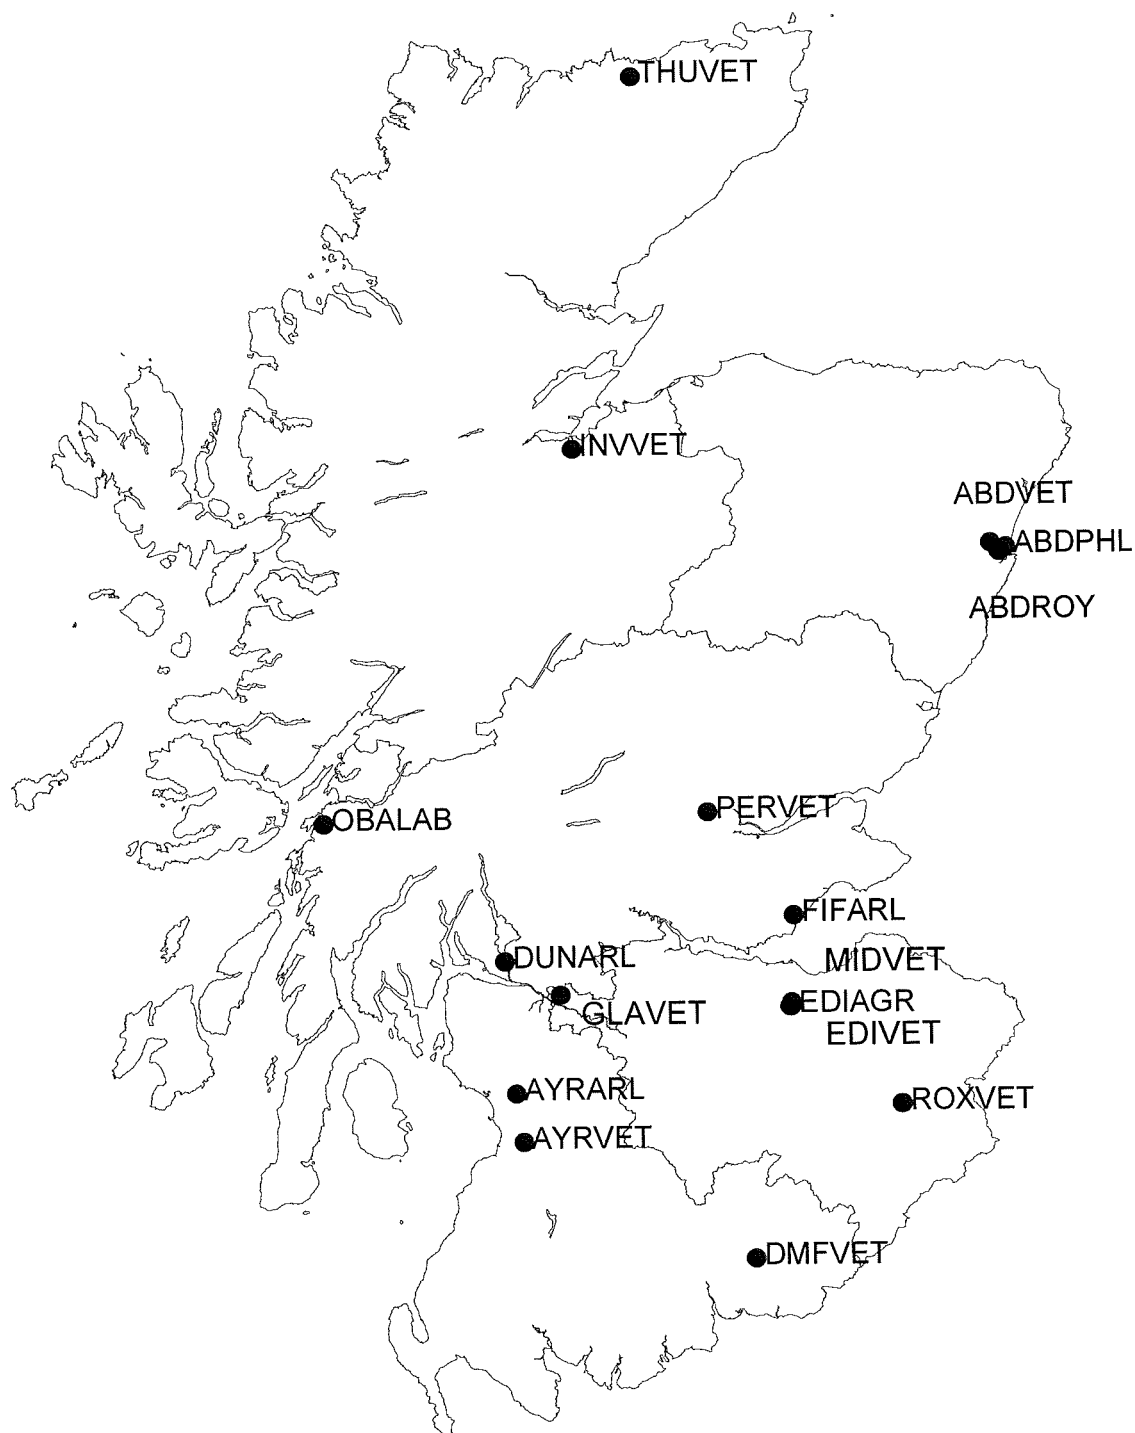 THUVET
INVVET
ABDVET
ABDPHL
ABDROY
PERVET
OBALAB
FIFARL
DUNARL
MIDVET
GLAVET
EDIAGR
EDIVET
AYRARL
ROXVET
AYRVET
DMFVET